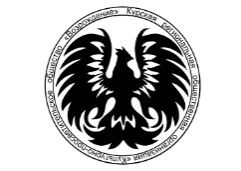 Курская региональная общественная организация «Культурно-просветительское общество «Возрождение»